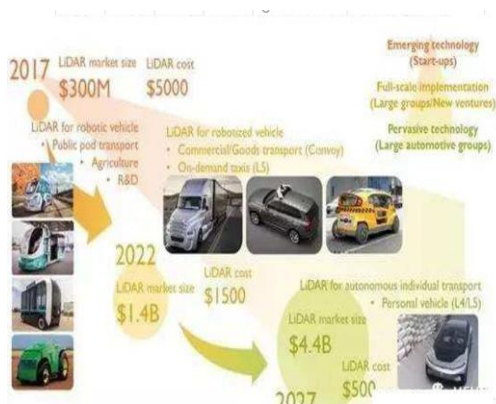 2017
LiDAR market size
$300M
LiDAR cost
$5000
Emerging technology
(Start-ups)
Full-scale implementation
(Large groups/New ventures)
Pervasive technology
(Large automotive groups)
LiDAR for robotic vehicle
• Public pod transport
• Agriculture
• R&D
LiDAR for robotized vehicle
• Commercial/Goods transport (Convoy)
• On-demand taxis (L5)
2022
LiDAR market size
$1.4B
LiDAR cost
$1500
LiDAR for autonomous individual transport
• Personal vehicle (L4/L5)
LiDAR market size
$4.4B
LiDAR cost
$500
2027